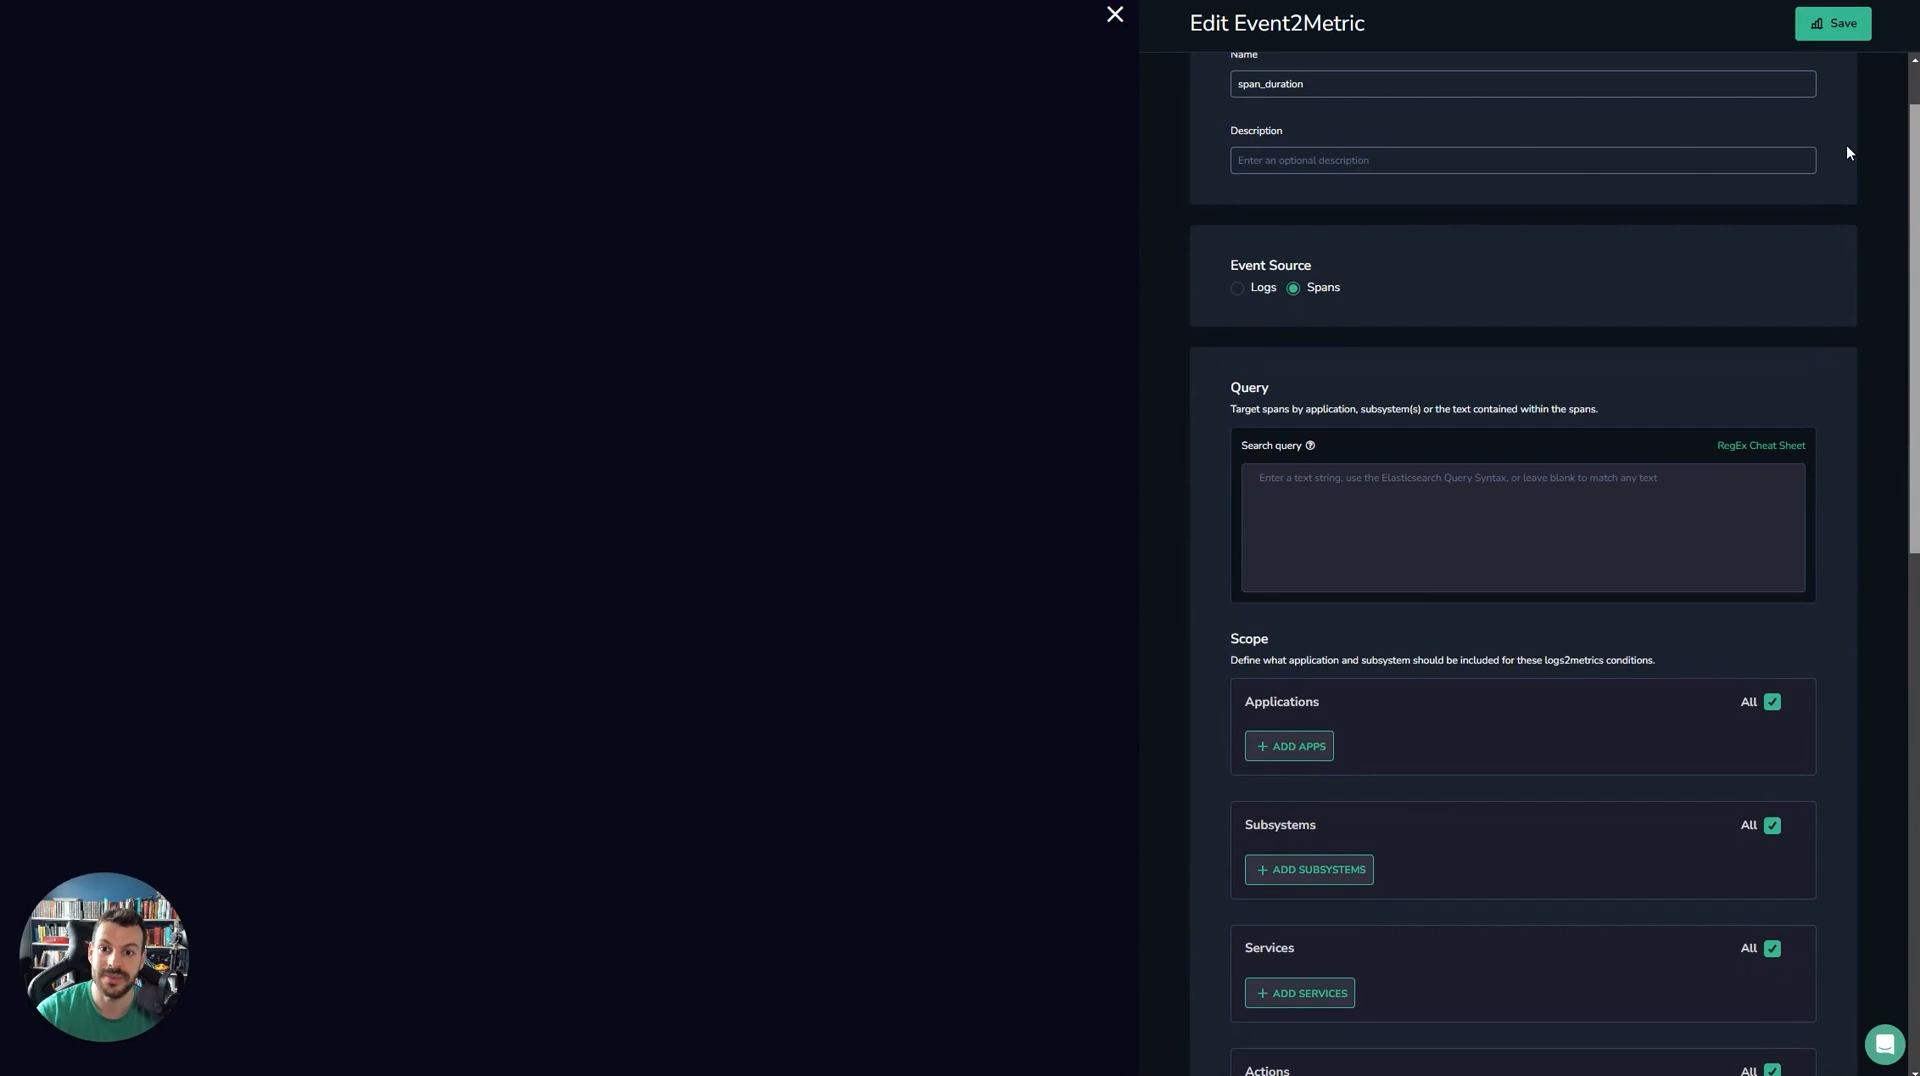 Edit Event2Metric
Save
Name
span_duration
Description
Enter an optional description
Event Source
Logs
Spans
Query
Target spans by application, subsystem(s) or the text contained within the spans.
Search query
RegEx Cheat Sheet
Enter a text string, use the Elasticsearch Query Syntax, or leave blank to match any text
Scope
Define what application and subsystem should be included for these logs2metrics conditions.
Applications
All
+ ADD APPS
Subsystems
All
+ ADD SUBSYSTEMS
Services
All
+ ADD SERVICES
Actions
All